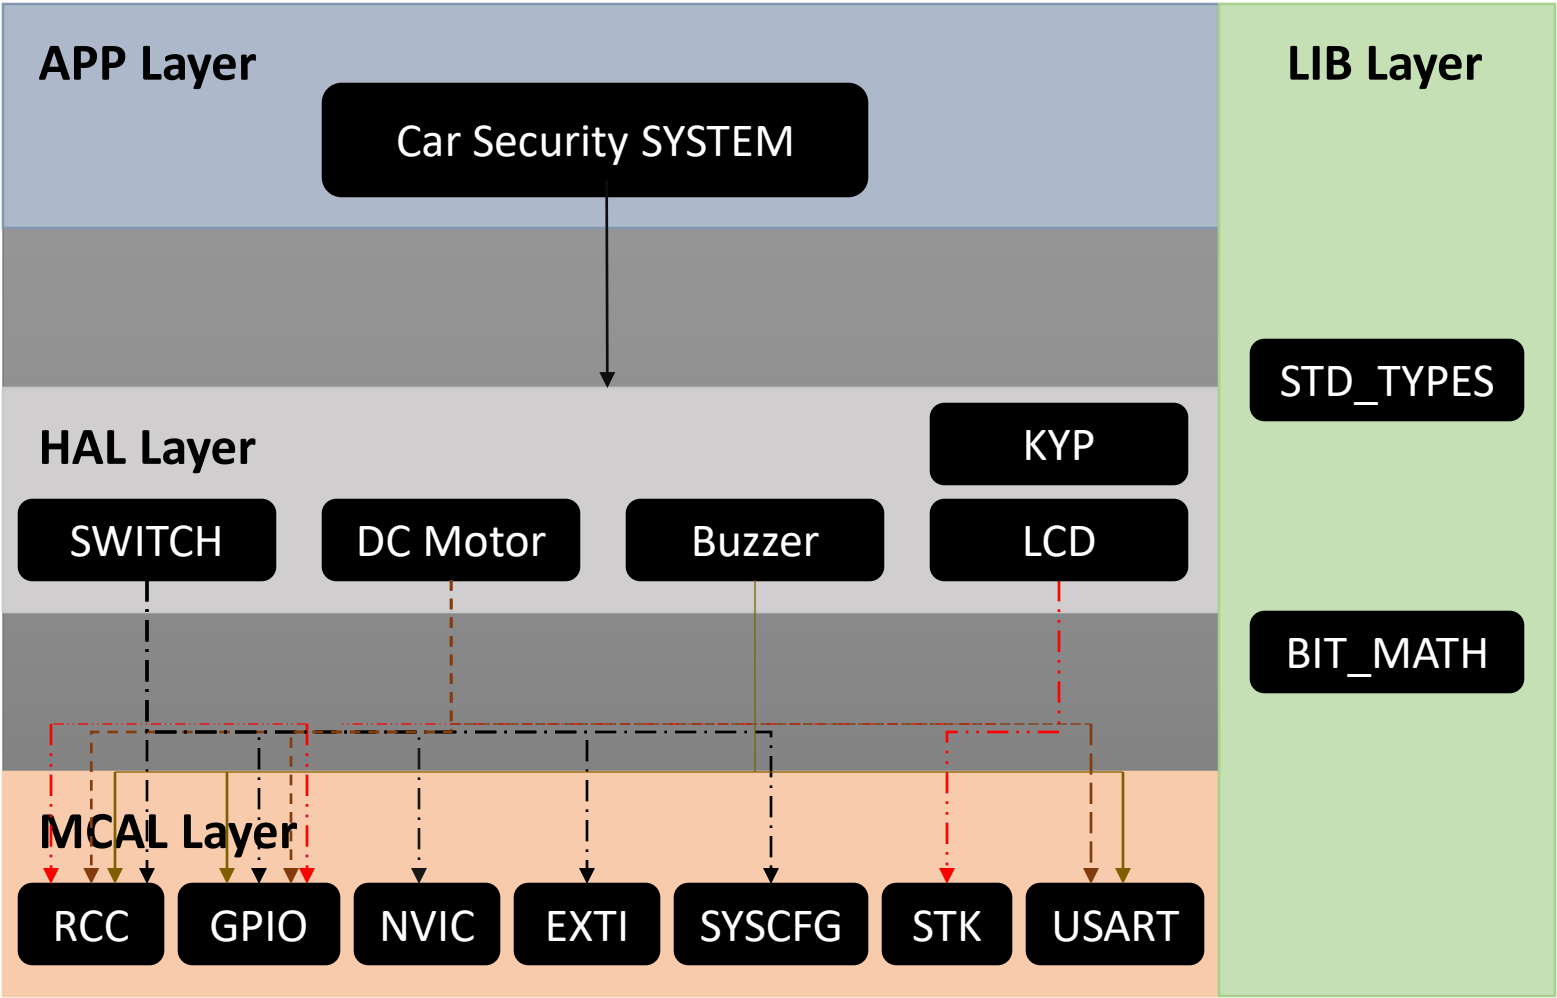 APP Layer
LIB Layer
Car Security SYSTEM
STD_TYPES
HAL Layer
KYP
SWITCH
DC Motor
Buzzer
LCD
BIT_MATH
MCAL Layer
RCC
GPIO
NVIC
EXTI
SYSCFG
STK
USART